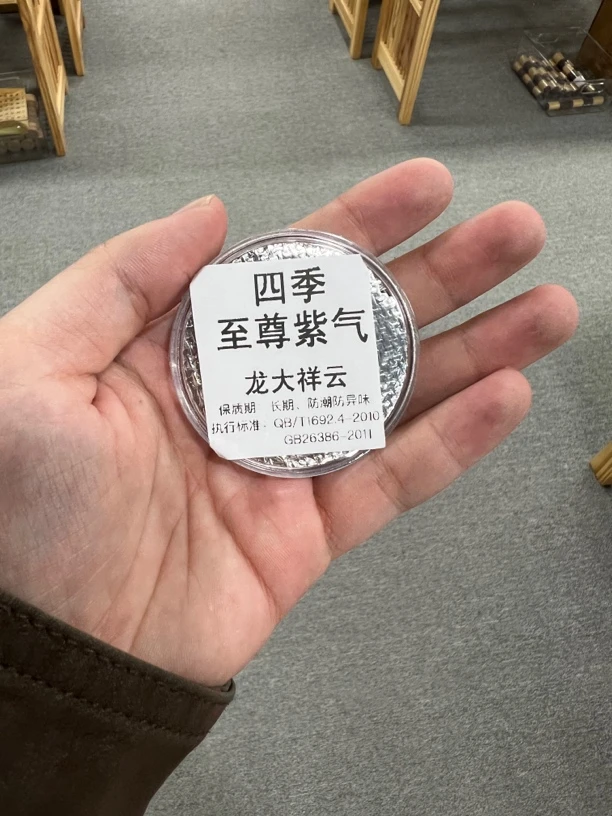 四季
至尊紫气
龙大祥云
保质期 长期、防潮防异味
执行标准：QB/T1692.4-2010
GB26386-2011